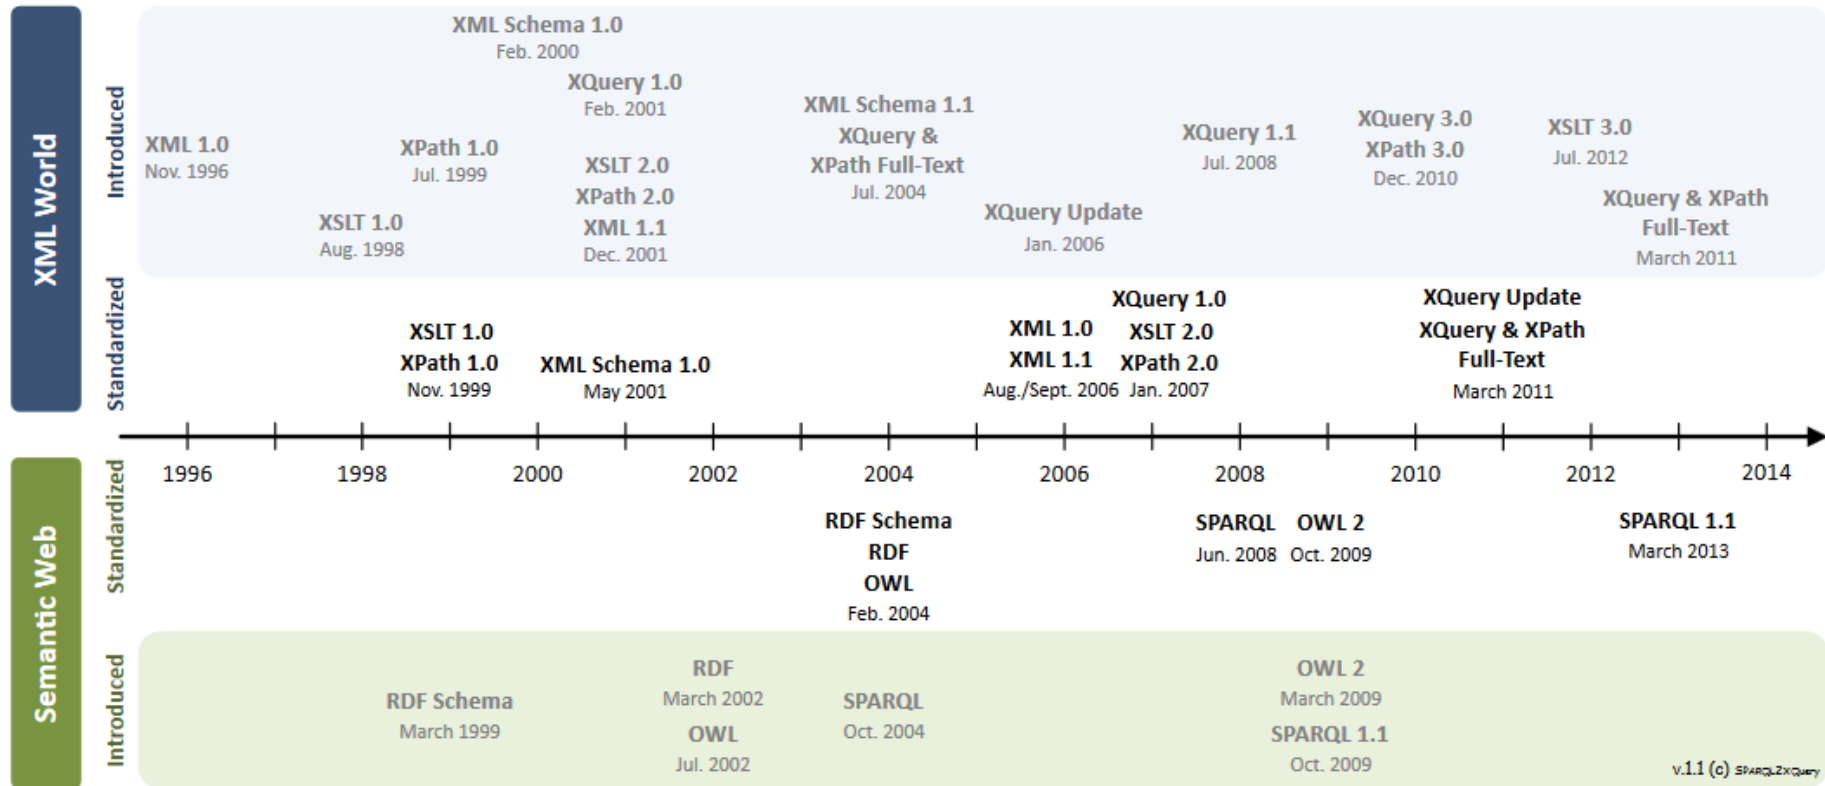 XML World
Introduced
XML Schema 1.0
Feb. 2000
XQuery 1.0
Feb. 2001
XML Schema 1.1
XQuery &
XPath Full-Text
Jul. 2004
XML 1.0
Nov. 1996
XPath 1.0
Jul. 1999
XSLT 2.0
XPath 2.0
XML 1.1
Dec. 2001
XSLT 1.0
Aug. 1998
XQuery Update
Jan. 2006
XQuery 1.1
Jul. 2008
XQuery 3.0
XPath 3.0
Dec. 2010
XSLT 3.0
Jul. 2012
XQuery & XPath
Full-Text
March 2011
Standardized
XSLT 1.0
XPath 1.0
Nov. 1999
XML Schema 1.0
May 2001
XML 1.0
XML 1.1
Aug./Sept. 2006
XQuery 1.0
XSLT 2.0
XPath 2.0
Jan. 2007
XQuery Update
XQuery & XPath
Full-Text
March 2011
1996 1998 2000 2002 2004 2006 2008 2010 2012 2014
Semantic Web
Standardized
RDF Schema
RDF
OWL
Feb. 2004
SPARQL
Jun. 2008
OWL 2
Oct. 2009
SPARQL 1.1
March 2013
Introduced
RDF Schema
March 1999
RDF
March 2002
OWL
Jul. 2002
SPARQL
Oct. 2004
OWL 2
March 2009
SPARQL 1.1
Oct. 2009
v.1.1 (c) SPARQL2XQuery